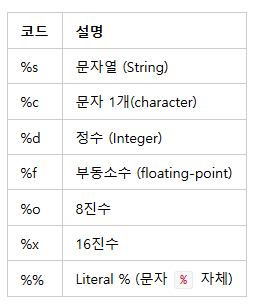 코드 설명
%s 문자열 (String)
%c 문자 1개(character)
%d 정수 (Integer)
%f 부동소수 (floating-point)
%o 8진수
%x 16진수
%% Literal % (문자 % 자체)